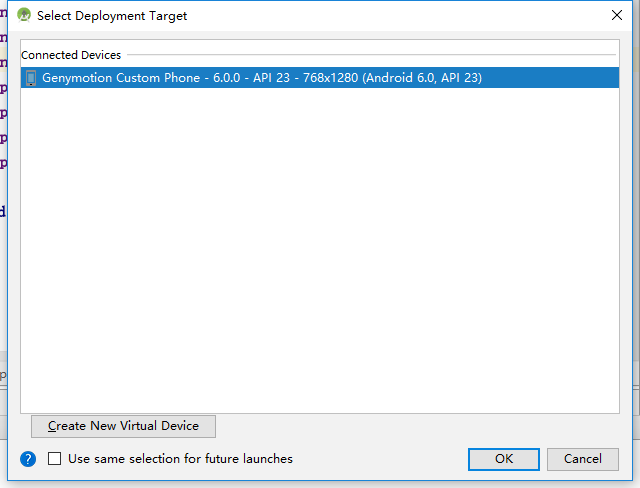 Select Deployment Target
Connected Devices
Genymotion Custom Phone - 6.0.0 - API 23 - 768x1280 (Android 6.0, API 23)
Create New Virtual Device
? Use same selection for future launches
OK
Cancel